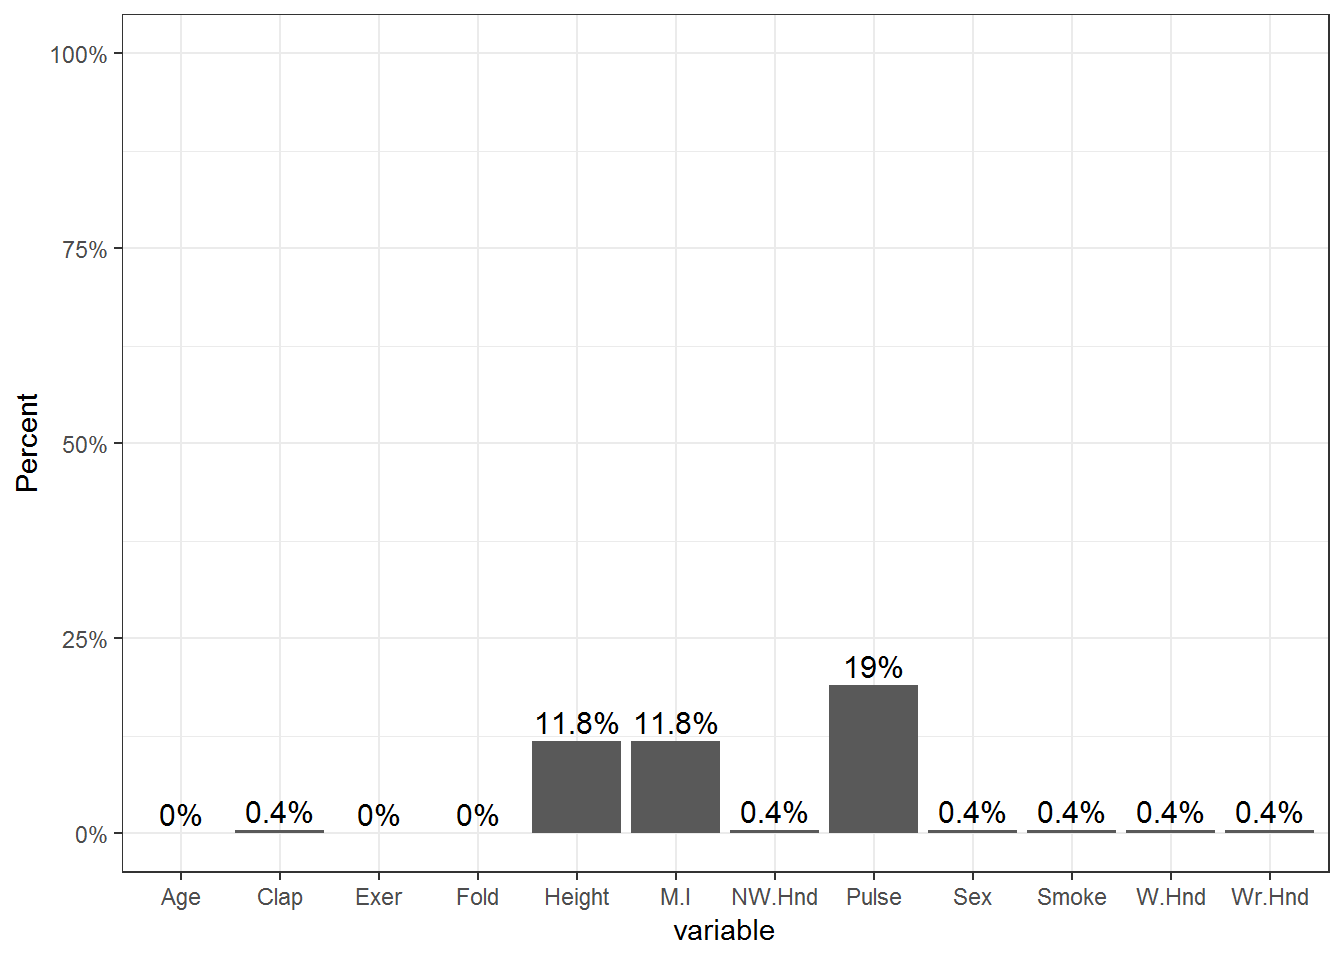 100%
75%
50%
25%
0%
Percent
0% 0.4% 0% 0% 11.8% 11.8% 0.4% 19% 0.4% 0.4% 0.4% 0.4%
Age Clap Exer Fold Height M.I NW.Hnd Pulse Sex Smoke W.Hnd Wr.Hnd
variable